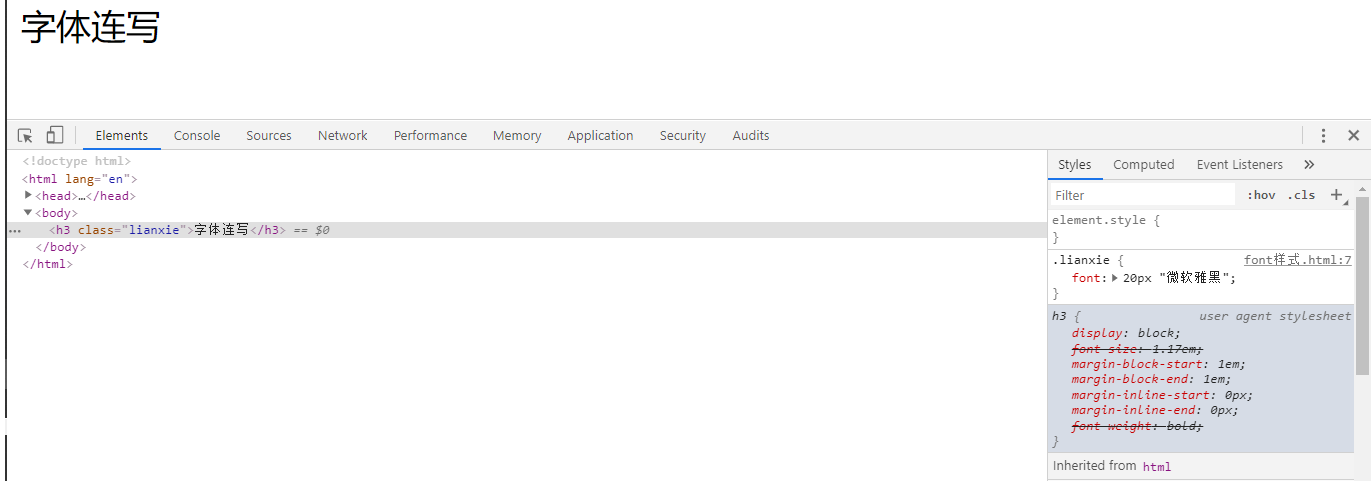 字体连写
Elements Console Sources Network Performance Memory Application Security Audits
<!doctype html>
<html lang="en">
<head>…</head>
<body>
<h3 class="lianxie">字体连写</h3> == $0
</body>
</html>
Styles Computed Event Listeners
Filter :hov .cls
element.style {
}
.lianxie { font样式.html:7
font: 20px "微软雅黑";
}
h3 { user agent stylesheet
display: block;
font-size: 1.17em;
margin-block-start: 1em;
margin-block-end: 1em;
margin-inline-start: 0px;
margin-inline-end: 0px;
font-weight: bold;
}
Inherited from html